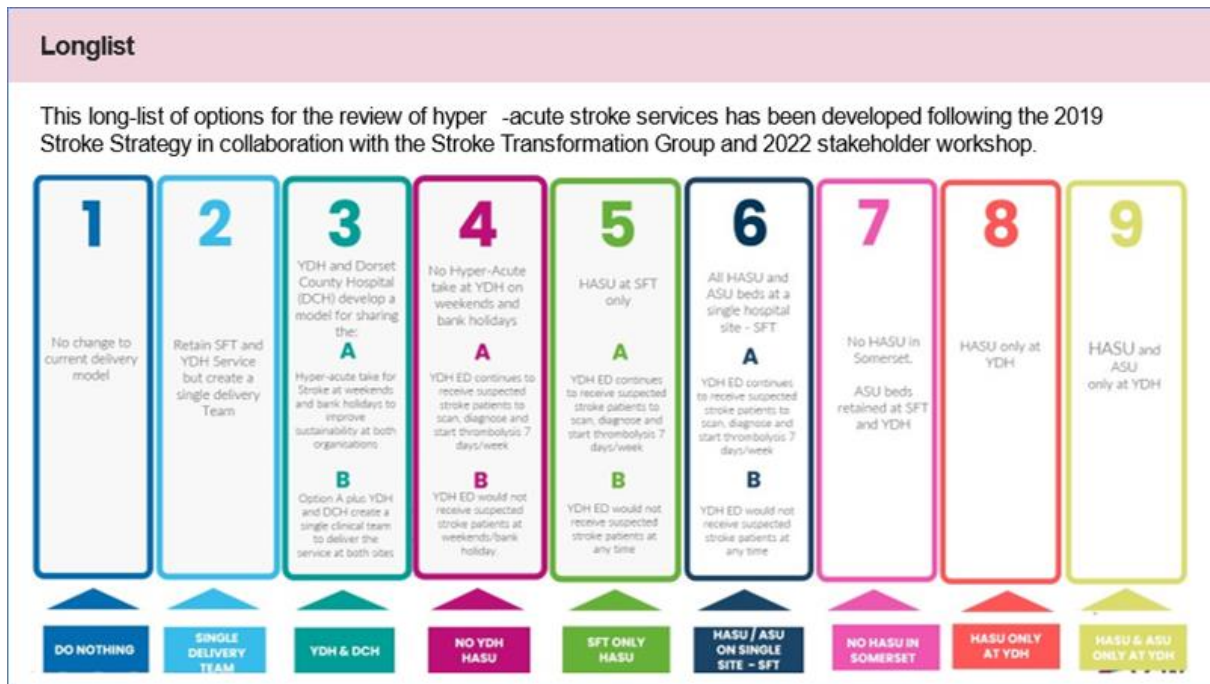 Longlist
This long-list of options for the review of hyper -acute stroke services has been developed following the 2019
Stroke Strategy in collaboration with the Stroke Transformation Group and 2022 stakeholder workshop.
1
No change to
current delivery
model
2
Retain SFT and
YDH Service
but create a
single delivery
Team
3
YDH and Dorset
County Hospital
(DCH) develop a
model for sharing
the:
A
Hyper-acute take for
Stroke at weekends
and bank holidays to
improve
sustainability at both
organisations
B
Option A plus YDH
and DCH create a
single clinical team
to deliver the
service at both sites
4
No Hyper-Acute
take at YDH on
weekends and
bank holidays
A
YDH ED continues to
receive suspected
stroke patients to
scan, diagnose and
start thrombolysis 7
days/week
B
YDH ED would not
receive suspected
stroke patients at
weekends/bank
holiday.
5
HASU at SFT
only
A
YDH ED continues
to receive suspected
stroke patients to
scan, diagnose and
start thrombolysis 7
days/week
B
YDH ED would not
receive suspected
stroke patients at
any time
6
All HASU and
ASU beds at a
single hospital
site - SFT
A
YDH ED continues
to receive suspected
stroke patients to
scan, diagnose and
start thrombolysis 7
days/week
B
YDH ED would not
receive suspected
stroke patients at
any time
7
No HASU in
Somerset.
ASU beds
retained at SFT
and YDH
8
HASU only at
YDH
9
HASU and
ASU
only at YDH
DO NOTHING
SINGLE
DELIVERY
TEAM
YDH & DCH
NO YDH
HASU
SFT ONLY
HASU
HASU / ASU
ON SINGLE
SITE - SFT
NO HASU IN
SOMERSET
HASU ONLY
AT YDH
HASU & ASU
ONLY AT YDH